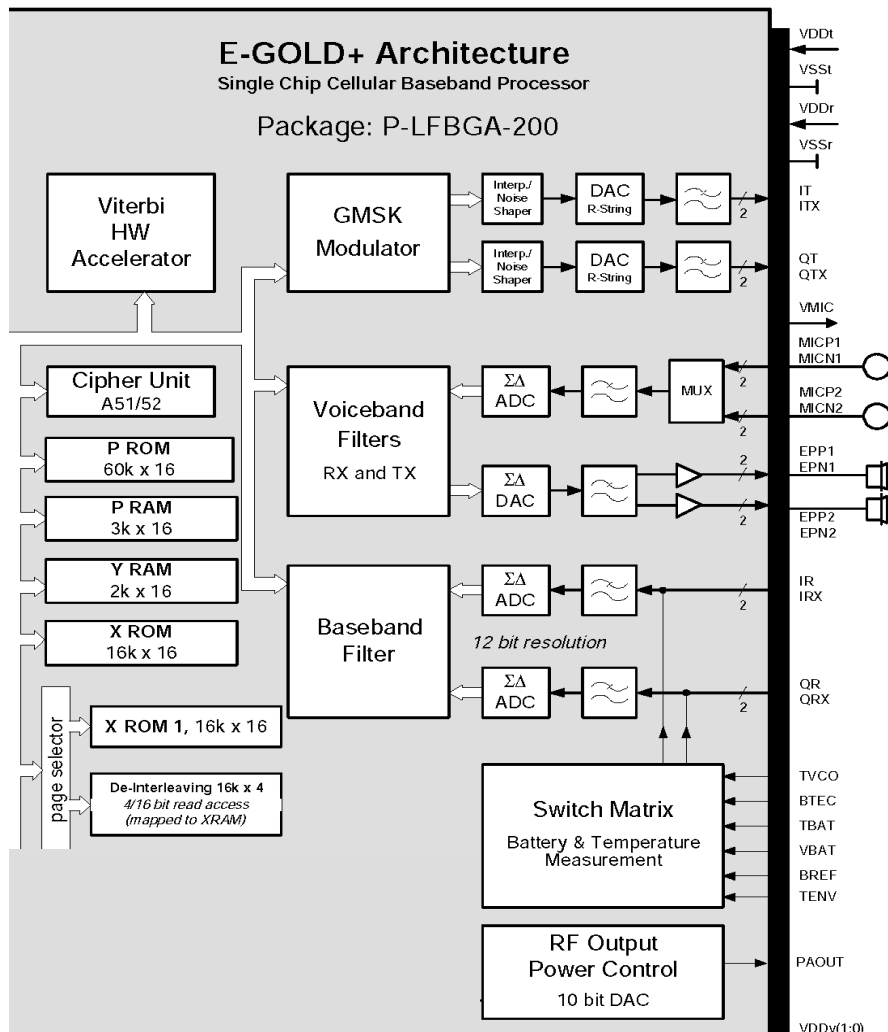 E-GOLD+ Architecture
Single Chip Cellular Baseband Processor
Package: P-LFBGA-200
VDDt
VSSt
VDDr
VSSr
Viterbi
HW
Accelerator
GMSK
Modulator
Interp./
Noise
Shaper
DAC
R-String
2
IT
ITX
Interp./
Noise
Shaper
DAC
R-String
2
QT
QTX
VMIC
Cipher Unit
A51/52
Voiceband
Filters
RX and TX
ΣΔ
ADC
MUX
2
MICP1
MICN1
2
MICP2
MICN2
P ROM
60k x 16
ΣΔ
DAC
2
EPP1
EPN1
2
EPP2
EPN2
P RAM
3k x 16
Y RAM
2k x 16
X ROM
16k x 16
Baseband
Filter
ΣΔ
ADC
2
IR
IRX
12 bit resolution
ΣΔ
ADC
2
QR
QRX
page selector
X ROM 1, 16k x 16
De-Interleaving 16k x 4
4/16 bit read access
(mapped to XRAM)
Switch Matrix
Battery & Temperature
Measurement
TVCO
BTEC
TBAT
VBAT
BREF
TENV
RF Output
Power Control
10 bit DAC
PAOUT
VDDv(1:0)